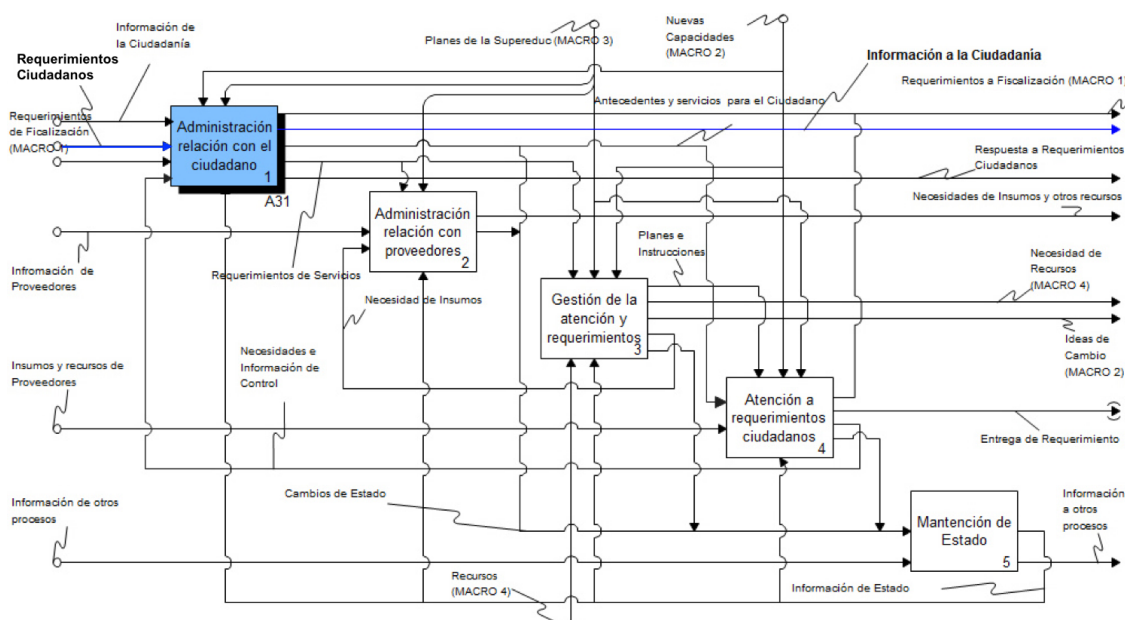 Información de
la Ciudadanía
Requerimientos
Ciudadanos
Requerimientos
de Ficalización
(MACRO 1)
Planes de la Supereduc (MACRO 3)
Nuevas
Capacidades
(MACRO 2)
Información a la Ciudadanía
Requerimientos a Fiscalización (MACRO 1)
Antecedentes y servicios para el Ciudadano
Administración
relación con el
ciudadano
1
A31
Respuesta a Requerimientos
Ciudadanos
Necesidades de Insumos y otros recursos
Administración
relación con
proveedores
2
Infromación de
Proveedores
Requerimientos de Servicios
Planes e
Instrucciones
Necesidad de
Recursos
(MACRO 4)
Necesidad de Insumos
Gestión de la
atención y
requerimientos
3
Ideas de
Cambio
(MACRO 2)
Insumos y recursos de
Proveedores
Necesidades e
Información de
Control
Atención a
requerimientos
ciudadanos
4
Entrega de Requerimiento
Información de otros
procesos
Cambios de Estado
Mantención de
Estado
5
Información
a otros
procesos
Recursos
(MACRO 4)
Información de Estado